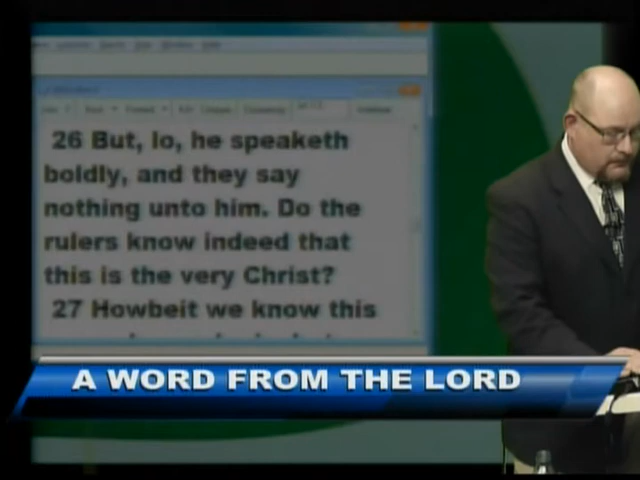 26 But, lo, he speaketh
boldly, and they say
nothing unto him. Do the
rulers know indeed that
this is the very Christ?
27 Howbeit we know this
A WORD FROM THE LORD